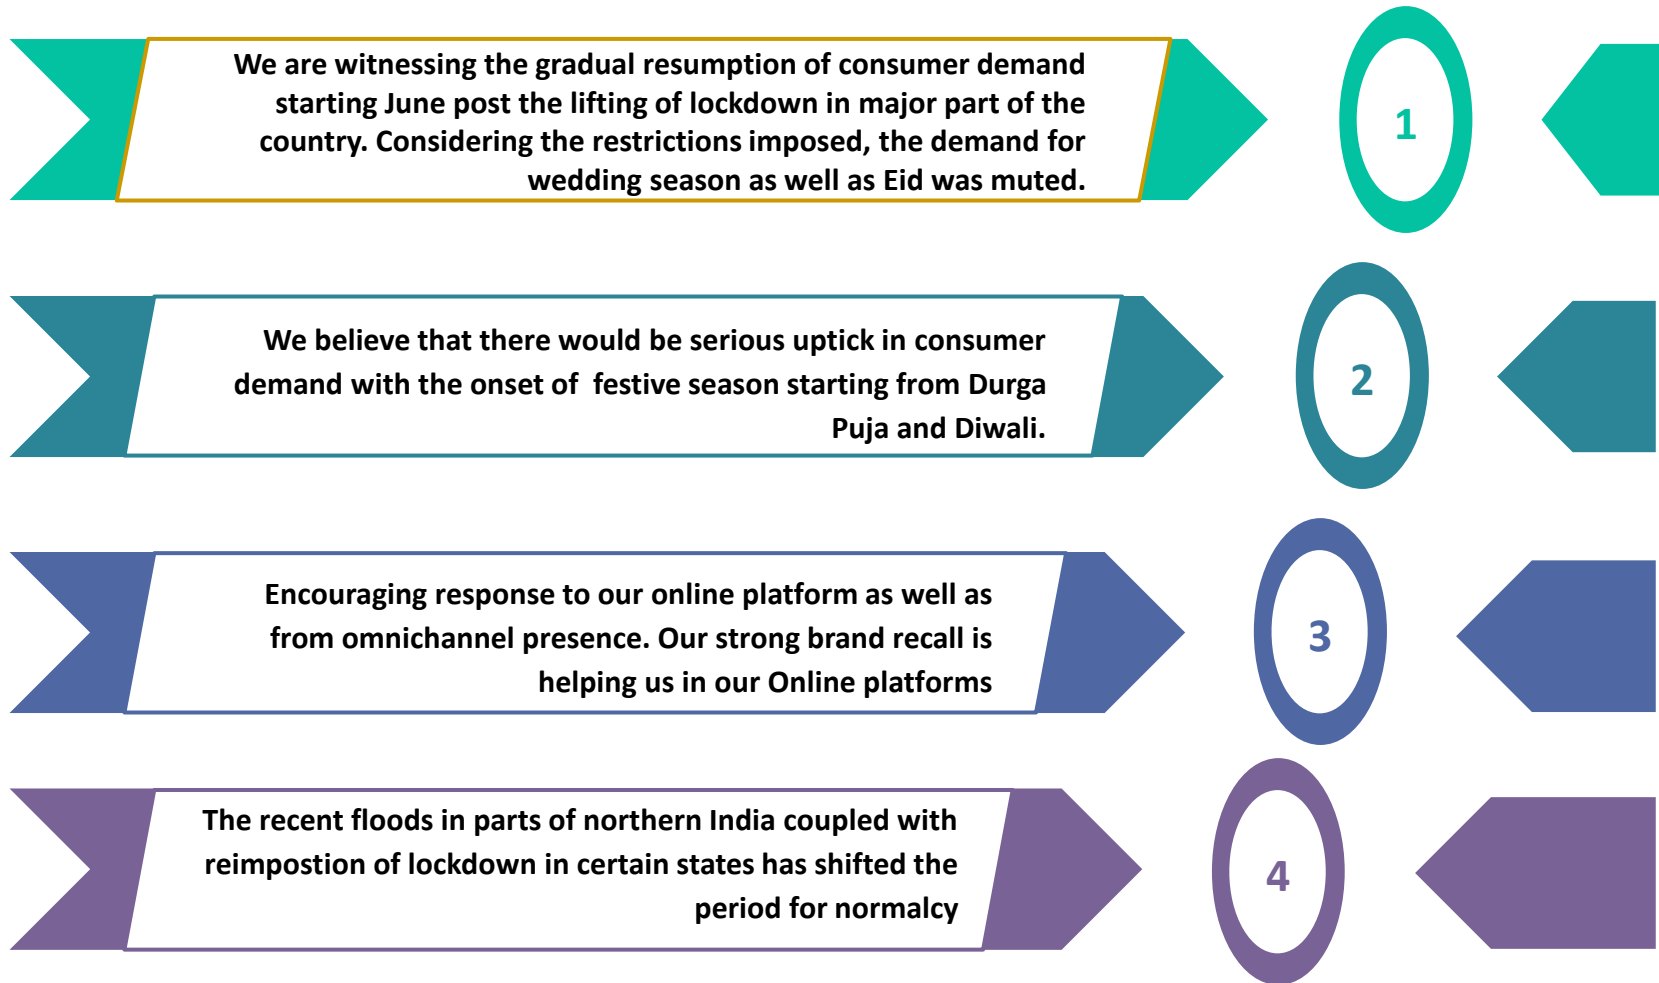 We are witnessing the gradual resumption of consumer demand
starting June post the lifting of lockdown in major part of the
country. Considering the restrictions imposed, the demand for
wedding season as well as Eid was muted.
1
We believe that there would be serious uptick in consumer
demand with the onset of  festive season starting from Durga
Puja and Diwali.
2
Encouraging response to our online platform as well as
from omnichannel presence. Our strong brand recall is
helping us in our Online platforms
3
The recent floods in parts of northern India coupled with
reimpostion of lockdown in certain states has shifted the
period for normalcy
4